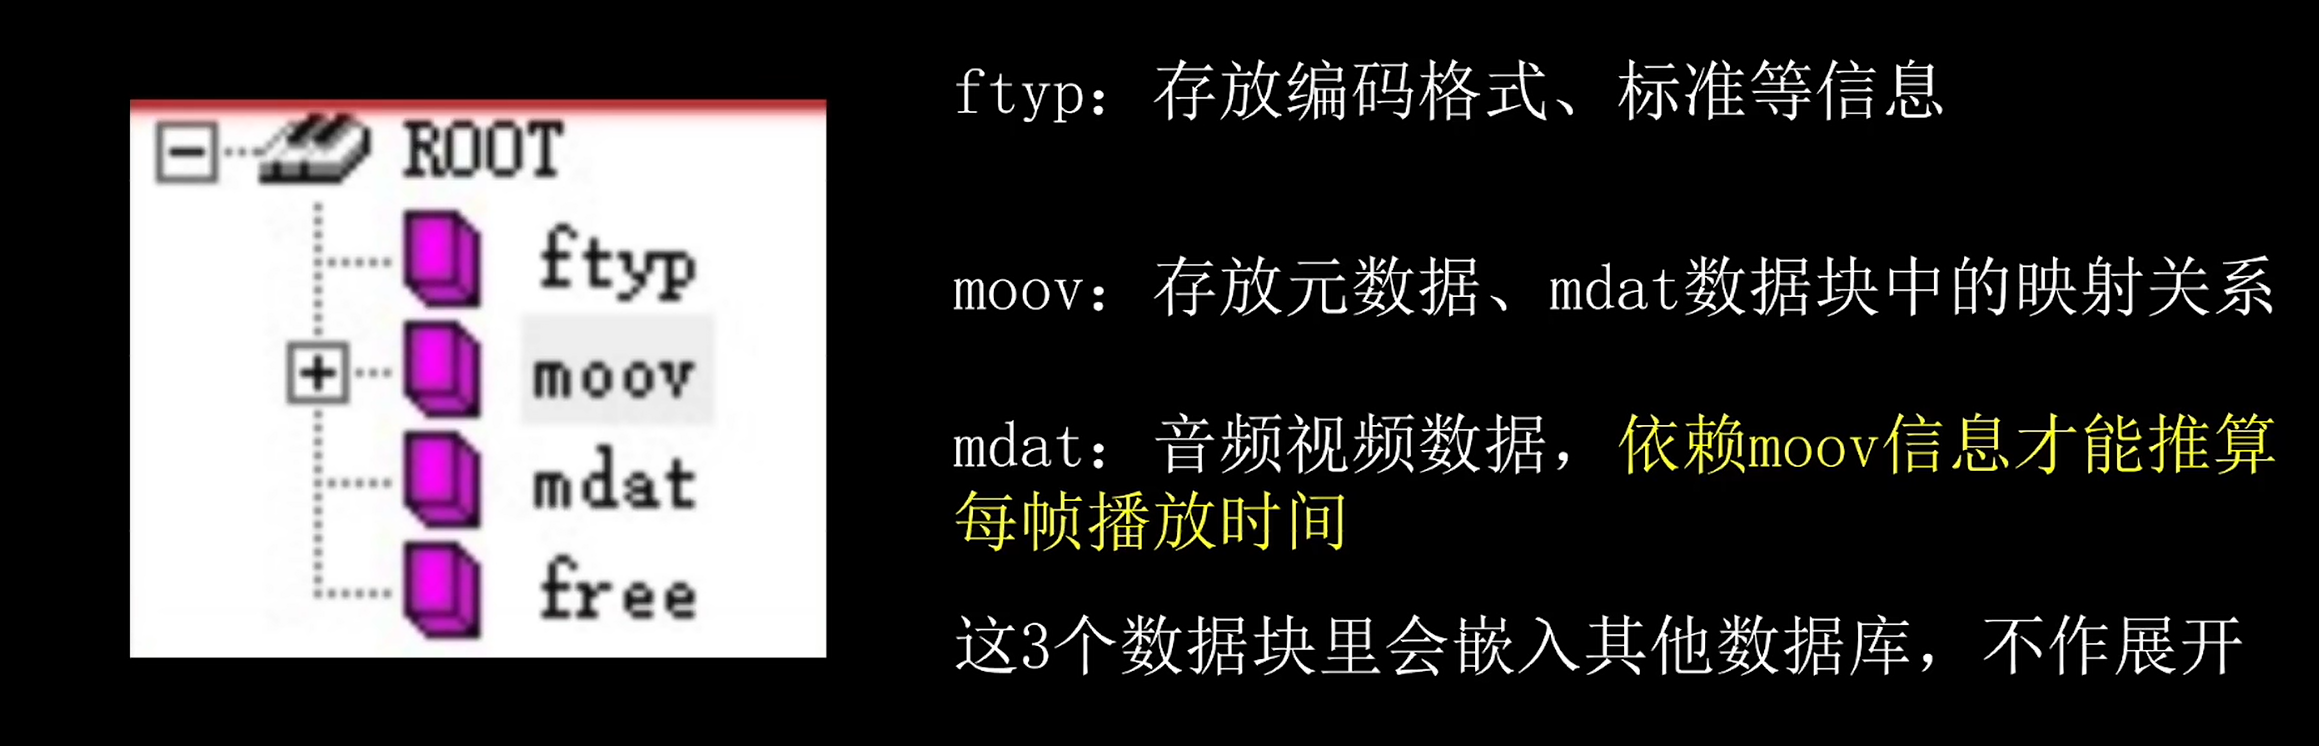 ROOT
ftyp
moov
mdat
free
ftyp：存放编码格式、标准等信息
moov：存放元数据、mdat数据块中的映射关系
mdat：音频视频数据，依赖moov信息才能推算
每帧播放时间
这3个数据块里会嵌入其他数据库，不作展开